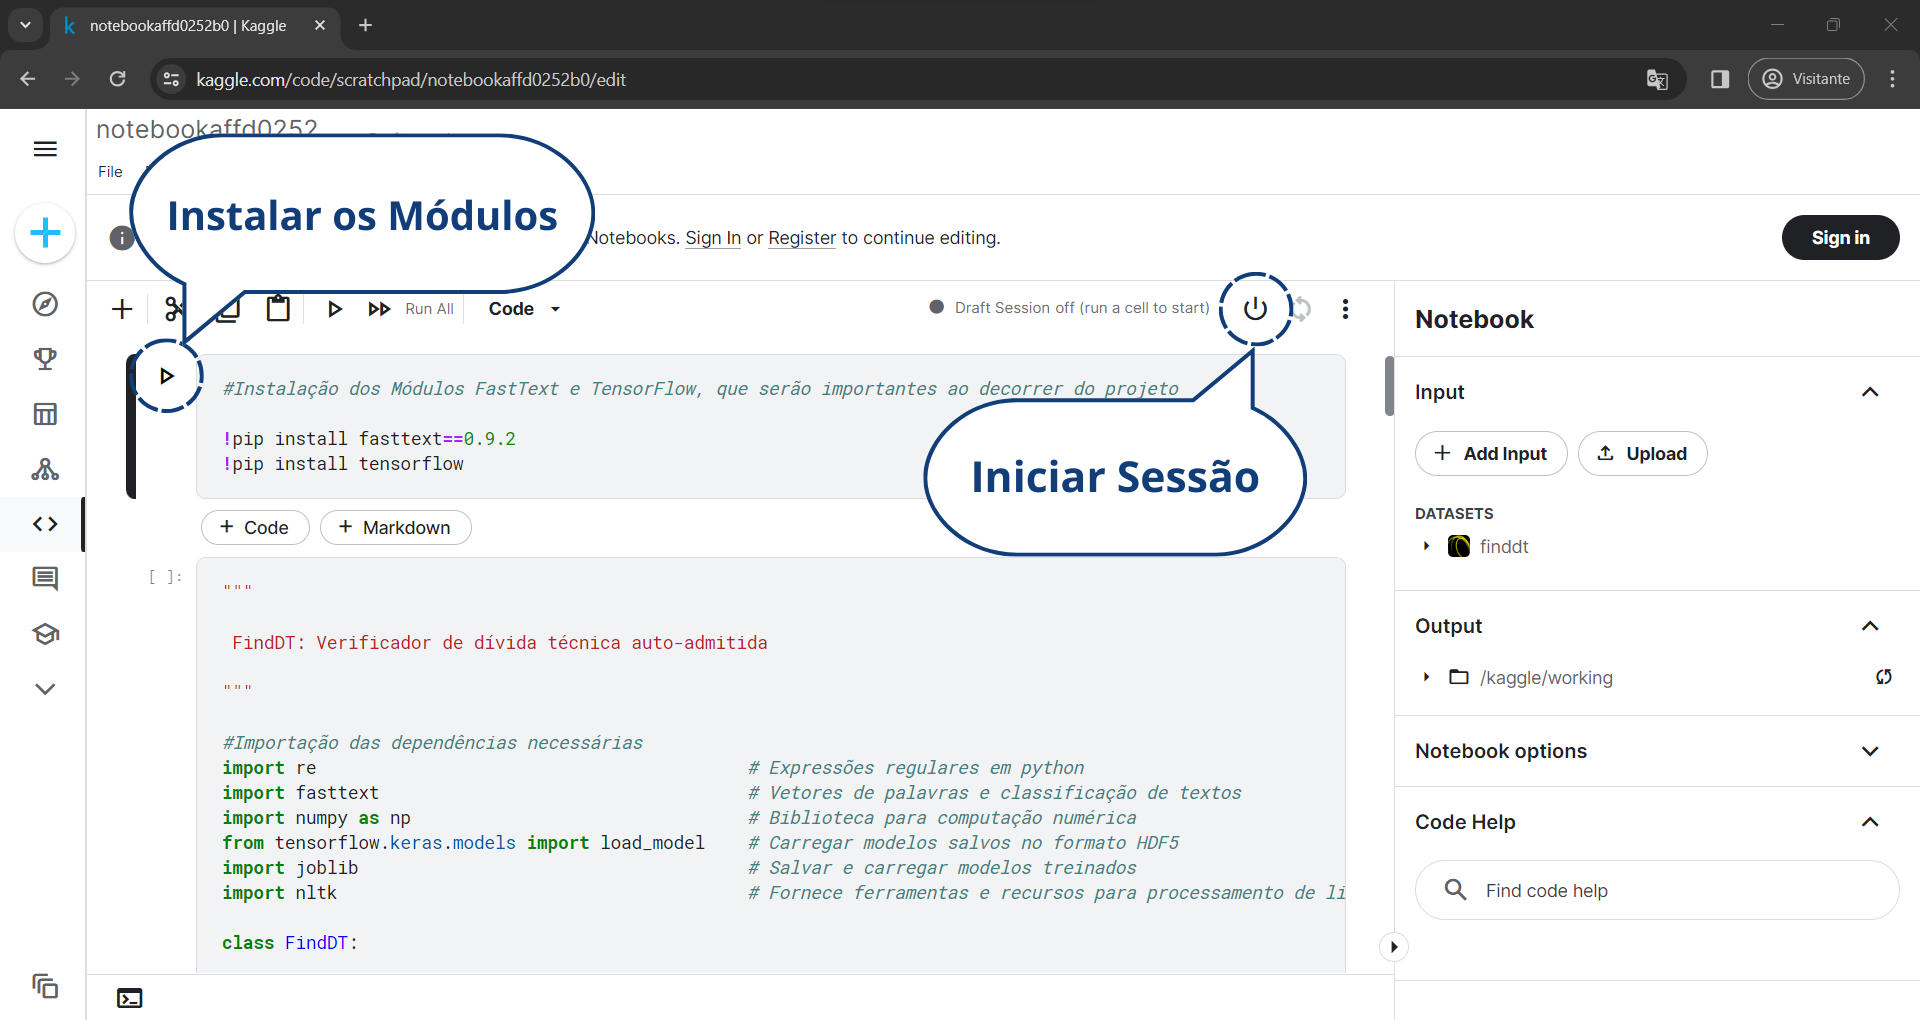 notebookaffd0252b0 | Kaggle
kaggle.com/code/scratchpad/notebookaffd0252b0/edit
Visitante
notebookaffd0252
File
Instalar os Módulos
Notebooks. Sign In or Register to continue editing.
Sign in
Run All
Code
Draft Session off (run a cell to start)
Notebook
#Instalação dos Módulos FastText e TensorFlow, que serão importantes ao decorrer do projeto
!pip install fasttext==0.9.2
!pip install tensorflow
Iniciar Sessão
+ Code
+ Markdown
Input
+ Add Input
Upload
DATASETS
finddt
[ ]:
"""
FindDT: Verificador de dívida técnica auto-admitida
"""
Output
/kaggle/working
#Importação das dependências necessárias
import re # Expressões regulares em python
import fasttext # Vetores de palavras e classificação de textos
import numpy as np # Biblioteca para computação numérica
from tensorflow.keras.models import load_model # Carregar modelos salvos no formato HDF5
import joblib # Salvar e carregar modelos treinados
import nltk # Fornece ferramentas e recursos para processamento de li
class FindDT:
Notebook options
Code Help
Find code help